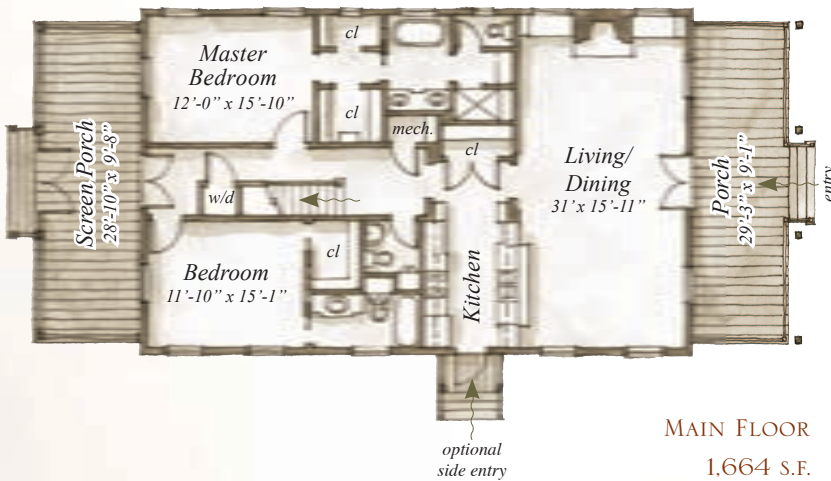 cl
Master
Bedroom
12'-0" x 15'-10"
cl
mech.
cl
Living/
Dining
31' x 15'-11"
Screen Porch
28'-10" x 9'-8"
Porch
29'-3" x 9'-1"
entry
w/d
cl
Bedroom
11'-10" x 15'-1"
Kitchen
optional
side entry
MAIN FLOOR
1,664 S.F.